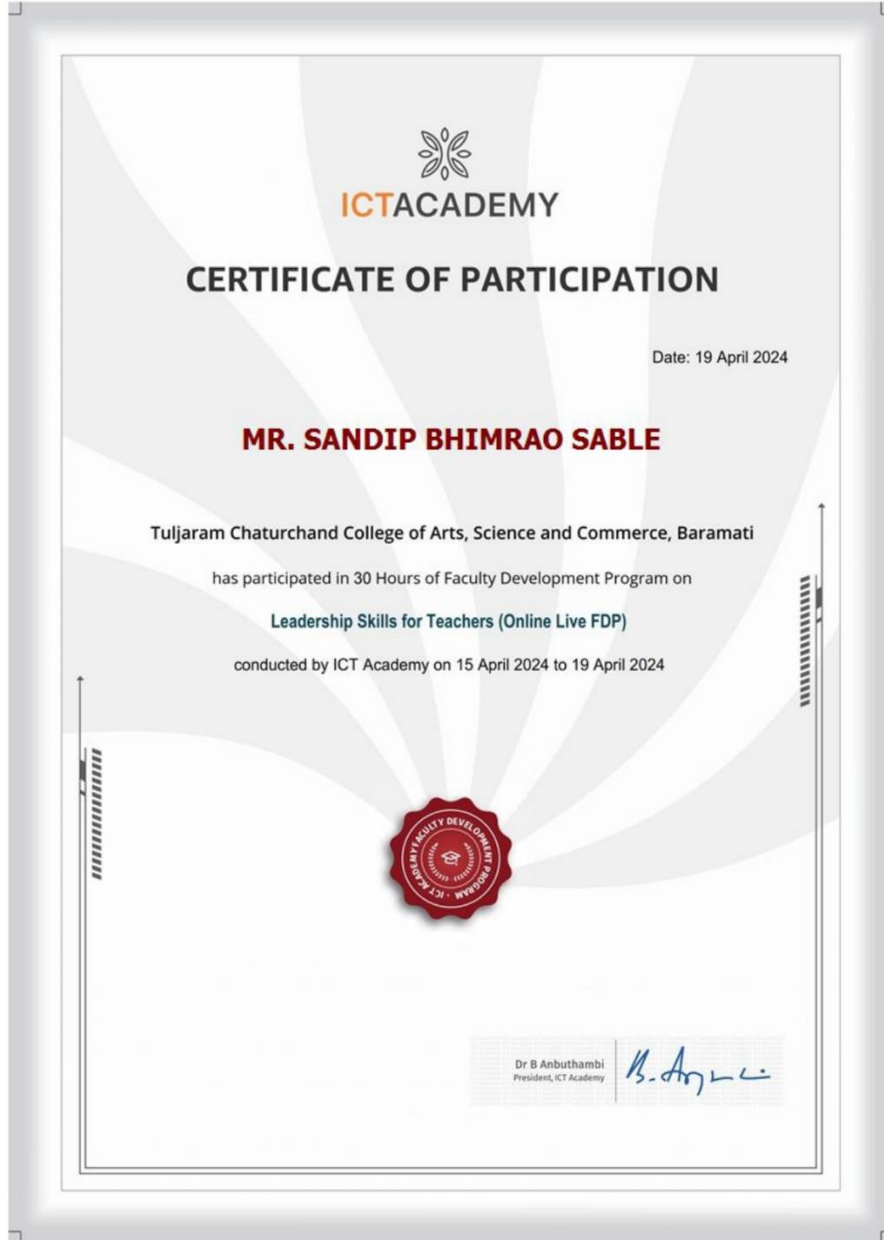 ICTACADEMY
CERTIFICATE OF PARTICIPATION
Date: 19 April 2024
MR. SANDIP BHIMRAO SABLE
Tuljaram Chaturchand College of Arts, Science and Commerce, Baramati
has participated in 30 Hours of Faculty Development Program on
Leadership Skills for Teachers (Online Live FDP)
conducted by ICT Academy on 15 April 2024 to 19 April 2024
FACULTY DEVELOPMENT PROGRAM · ICT ACADEMY
Dr B Anbuthambi
President, ICT Academy